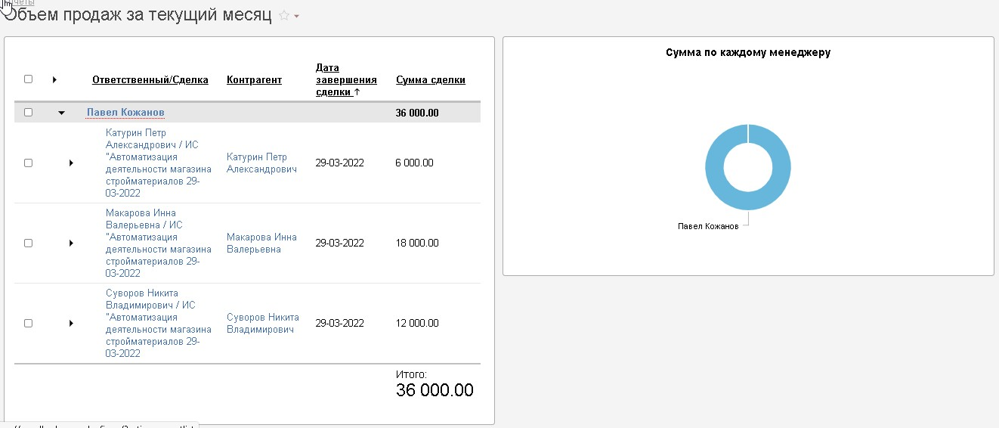 Отчеты
Объем продаж за текущий месяц
Ответственный/Сделка
Контрагент
Дата
завершения
сделки ↑
Сумма сделки
Павел Кожанов
36 000.00
Катурин Петр
Александрович / ИС
"Автоматизация
деятельности магазина
стройматериалов 29-
03-2022
Катурин Петр
Александрович
29-03-2022
6 000.00
Макарова Инна
Валерьевна / ИС
"Автоматизация
деятельности магазина
стройматериалов 29-
03-2022
Макарова Инна
Валерьевна
29-03-2022
18 000.00
Суворов Никита
Владимирович / ИС
"Автоматизация
деятельности магазина
стройматериалов 29-
03-2022
Суворов Никита
Владимирович
29-03-2022
12 000.00
Итого:
36 000.00
Сумма по каждому менеджеру
Павел Кожанов